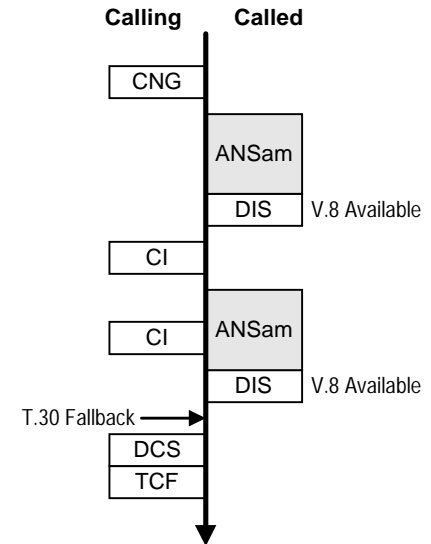 Calling Called
CNG
ANSam
DIS V.8 Available
CI
ANSam
CI
DIS V.8 Available
T.30 Fallback
DCS
TCF